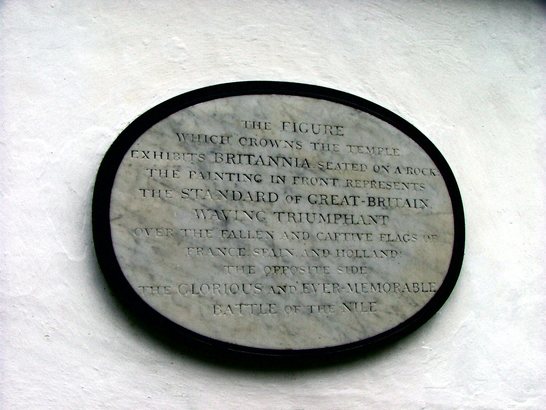 THE FIGURE
WHICH CROWNS THE TEMPLE
EXHIBITS BRITANNIA SEATED ON A ROCK
THE PAINTING IN FRONT REPRESENTS
THE STANDARD OF GREAT-BRITAIN
WAVING TRIUMPHANT
OVER THE FALLEN AND CAPTIVE FLAGS OF
FRANCE SPAIN AND HOLLAND:
THE OPPOSITE SIDE
THE GLORIOUS AND EVER-MEMORABLE
BATTLE OF THE NILE